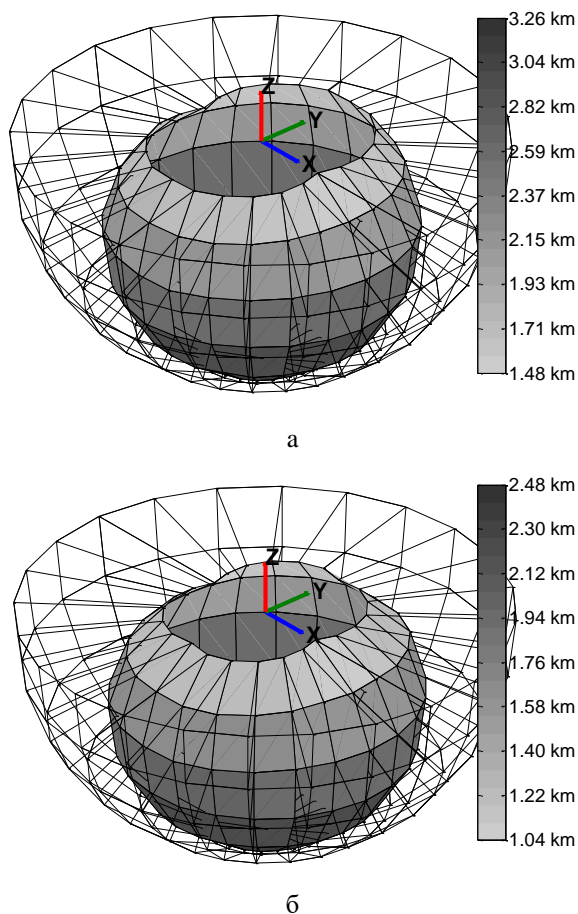 3.26 km
3.04 km
2.82 km
2.59 km
2.37 km
2.15 km
1.93 km
1.71 km
1.48 km
Z
Y
X
а
2.48 km
2.30 km
2.12 km
1.94 km
1.76 km
1.58 km
1.40 km
1.22 km
1.04 km
Z
Y
X
б